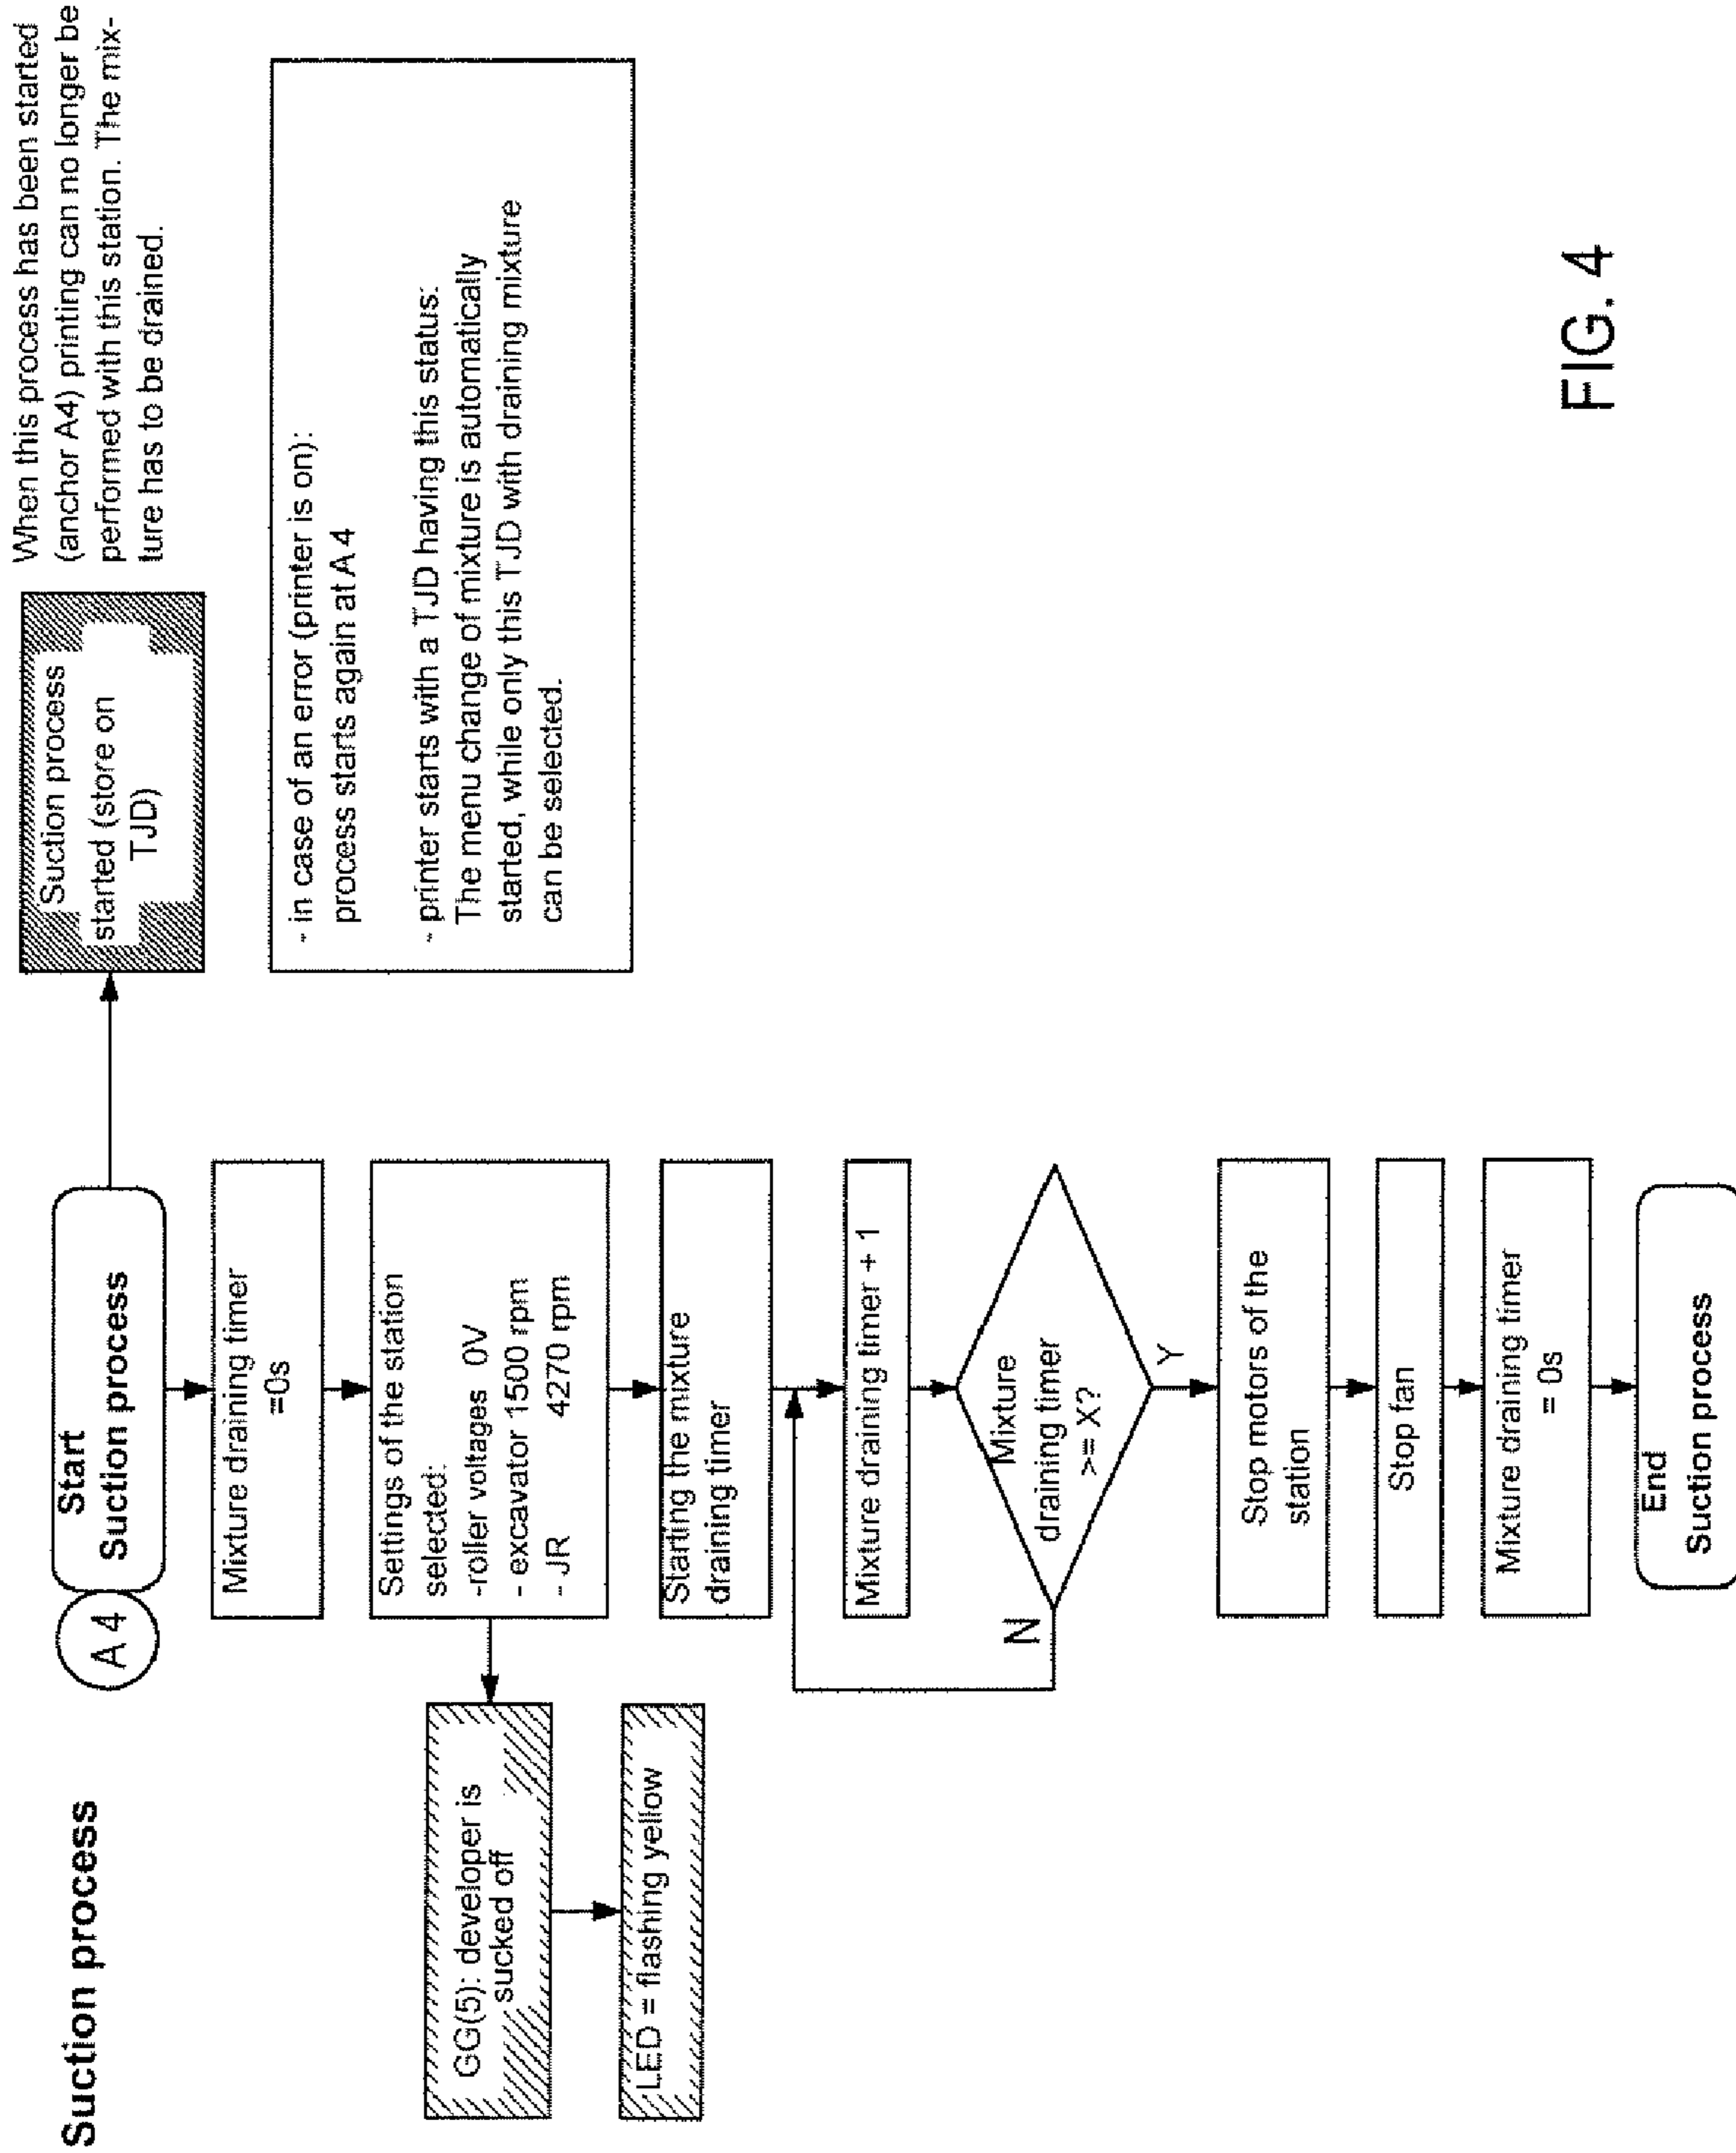 Suction process
A 4
Start
Suction process
Suction process
started (store on
TJD)
When this process has been started
(anchor A4) printing can no longer be
performed with this station. The mix-
ture has to be drained.
Mixture draining timer
=0s
- in case of an error (printer is on):
process starts again at A 4
- printer starts with a TJD having this status:
The menu change of mixture is automatically
started, while only this TJD with draining mixture
can be selected.
Settings of the station
selected:
-roller voltages 0V
- excavator 1500 rpm
- JR 4270 rpm
GG(5): developer is
sucked off
LED = flashing yellow
Starting the mixture
draining timer
Mixture draining timer + 1
Mixture
draining timer
>= X?
N
Y
Stop motors of the
station
Stop fan
Mixture draining timer
= 0s
End
Suction process
FIG. 4